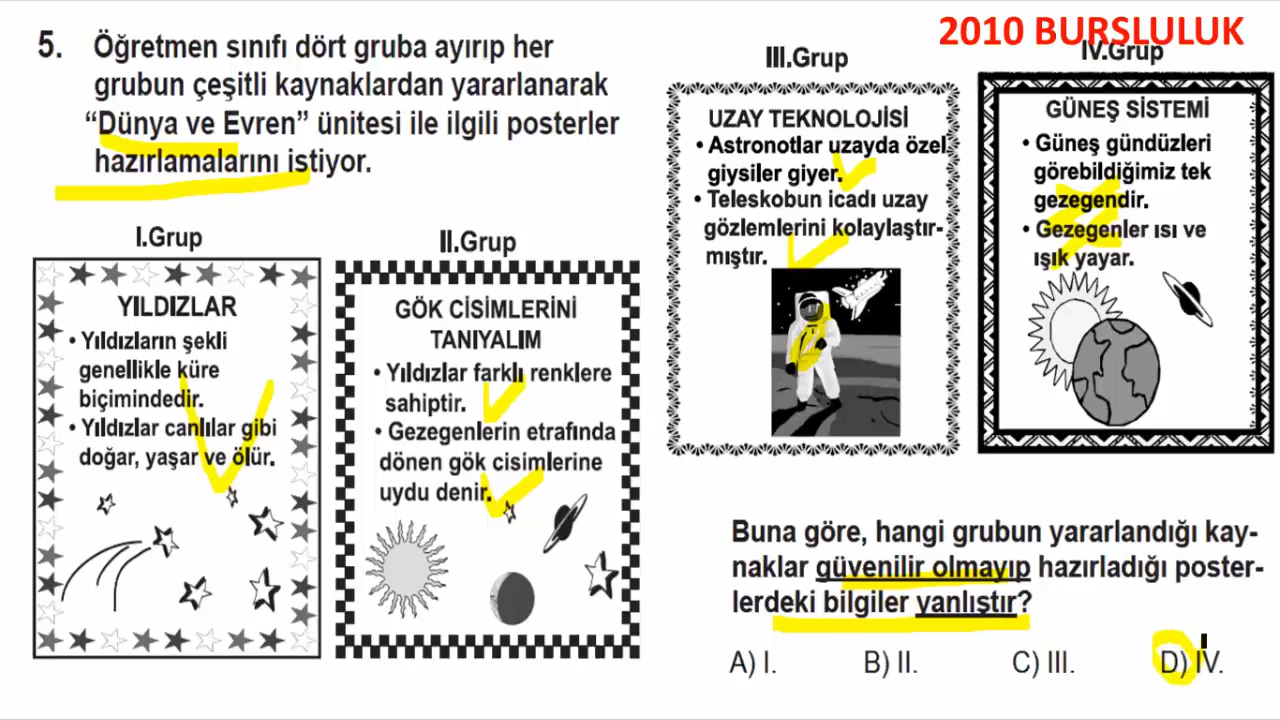 2010 BURSLULUK
5. Öğretmen sınıfı dört gruba ayırıp her
grubun çeşitli kaynaklardan yararlanarak
“Dünya ve Evren” ünitesi ile ilgili posterler
hazırlamalarını istiyor.
I.Grup
YILDIZLAR
• Yıldızların şekli
genellikle küre
biçimindedir.
• Yıldızlar canlılar gibi
doğar, yaşar ve ölür.
II.Grup
GÖK CİSİMLERİNİ
TANIYALIM
• Yıldızlar farklı renklere
sahiptir.
• Gezegenlerin etrafında
dönen gök cisimlerine
uydu denir.
III.Grup
UZAY TEKNOLOJİSİ
• Astronotlar uzayda özel
giysiler giyer.
• Teleskobun icadı uzay
gözlemlerini kolaylaştır-
mıştır.
IV.Grup
GÜNEŞ SİSTEMİ
• Güneş gündüzleri
görebildiğimiz tek
gezegendir.
• Gezegenler ısı ve
ışık yayar.
Buna göre, hangi grubun yararlandığı kay-
naklar güvenilir olmayıp hazırladığı poster-
lerdeki bilgiler yanlıştır?
A) I. B) II. C) III. D) IV.